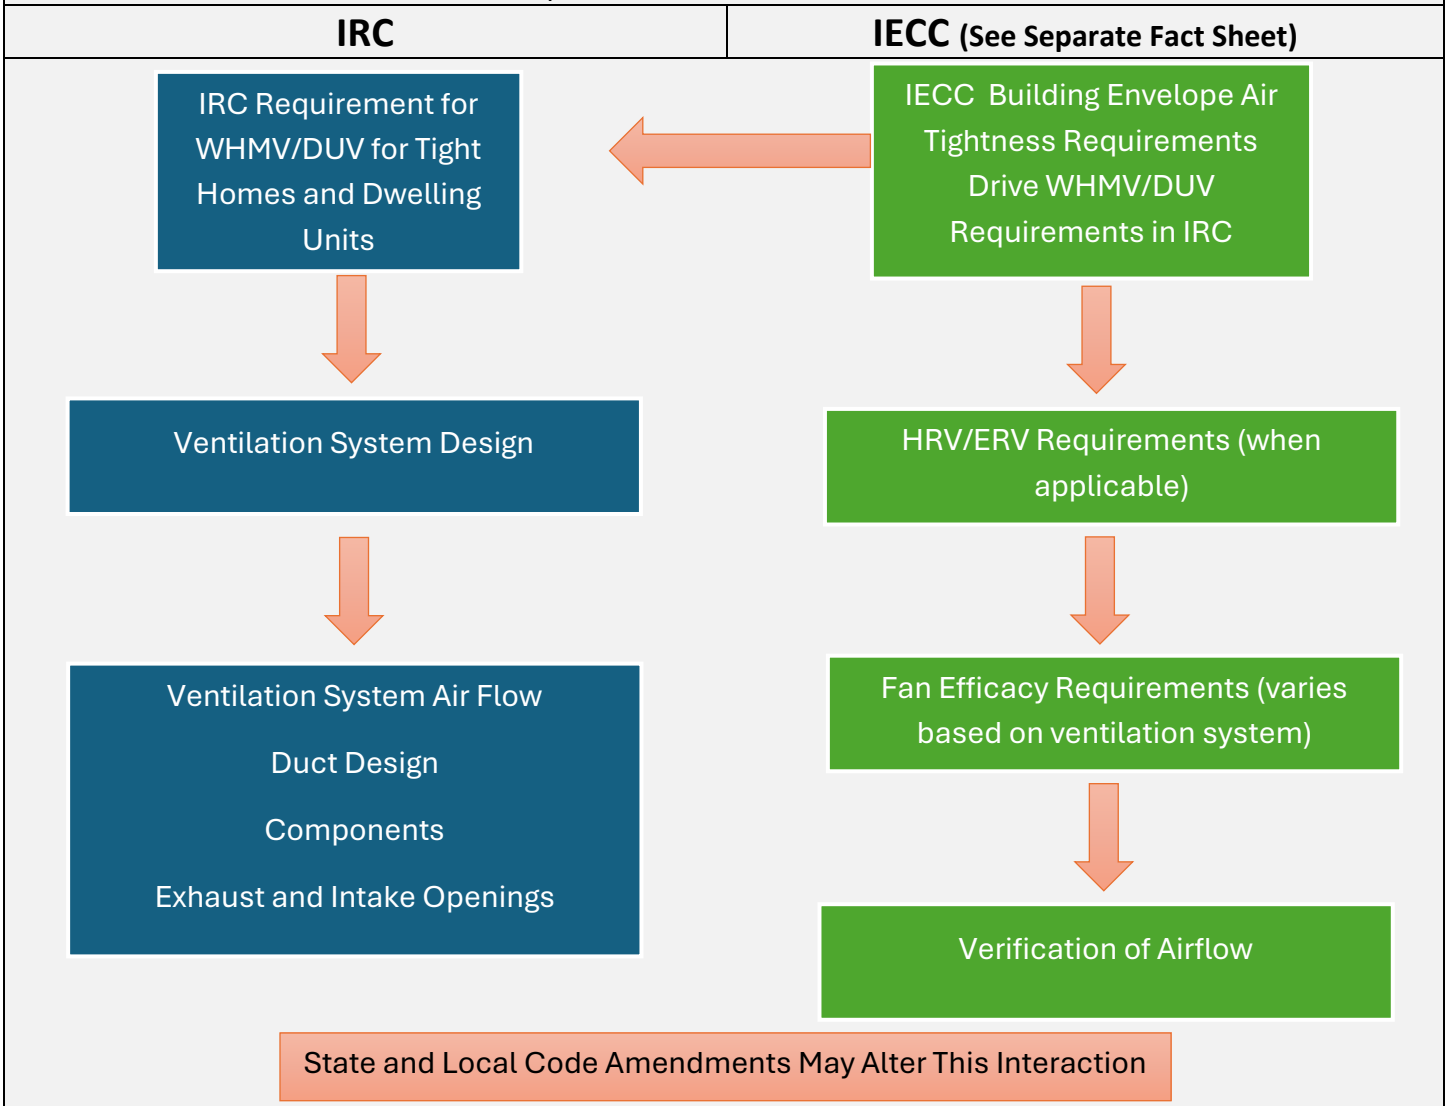 IRC
IECC (See Separate Fact Sheet)
IRC Requirement for
WHMV/DUV for Tight
Homes and Dwelling
Units
IECC Building Envelope Air
Tightness Requirements
Drive WHMV/DUV
Requirements in IRC
Ventilation System Design
HRV/ERV Requirements (when
applicable)
Ventilation System Air Flow
Duct Design
Components
Exhaust and Intake Openings
Fan Efficacy Requirements (varies
based on ventilation system)
Verification of Airflow
State and Local Code Amendments May Alter This Interaction